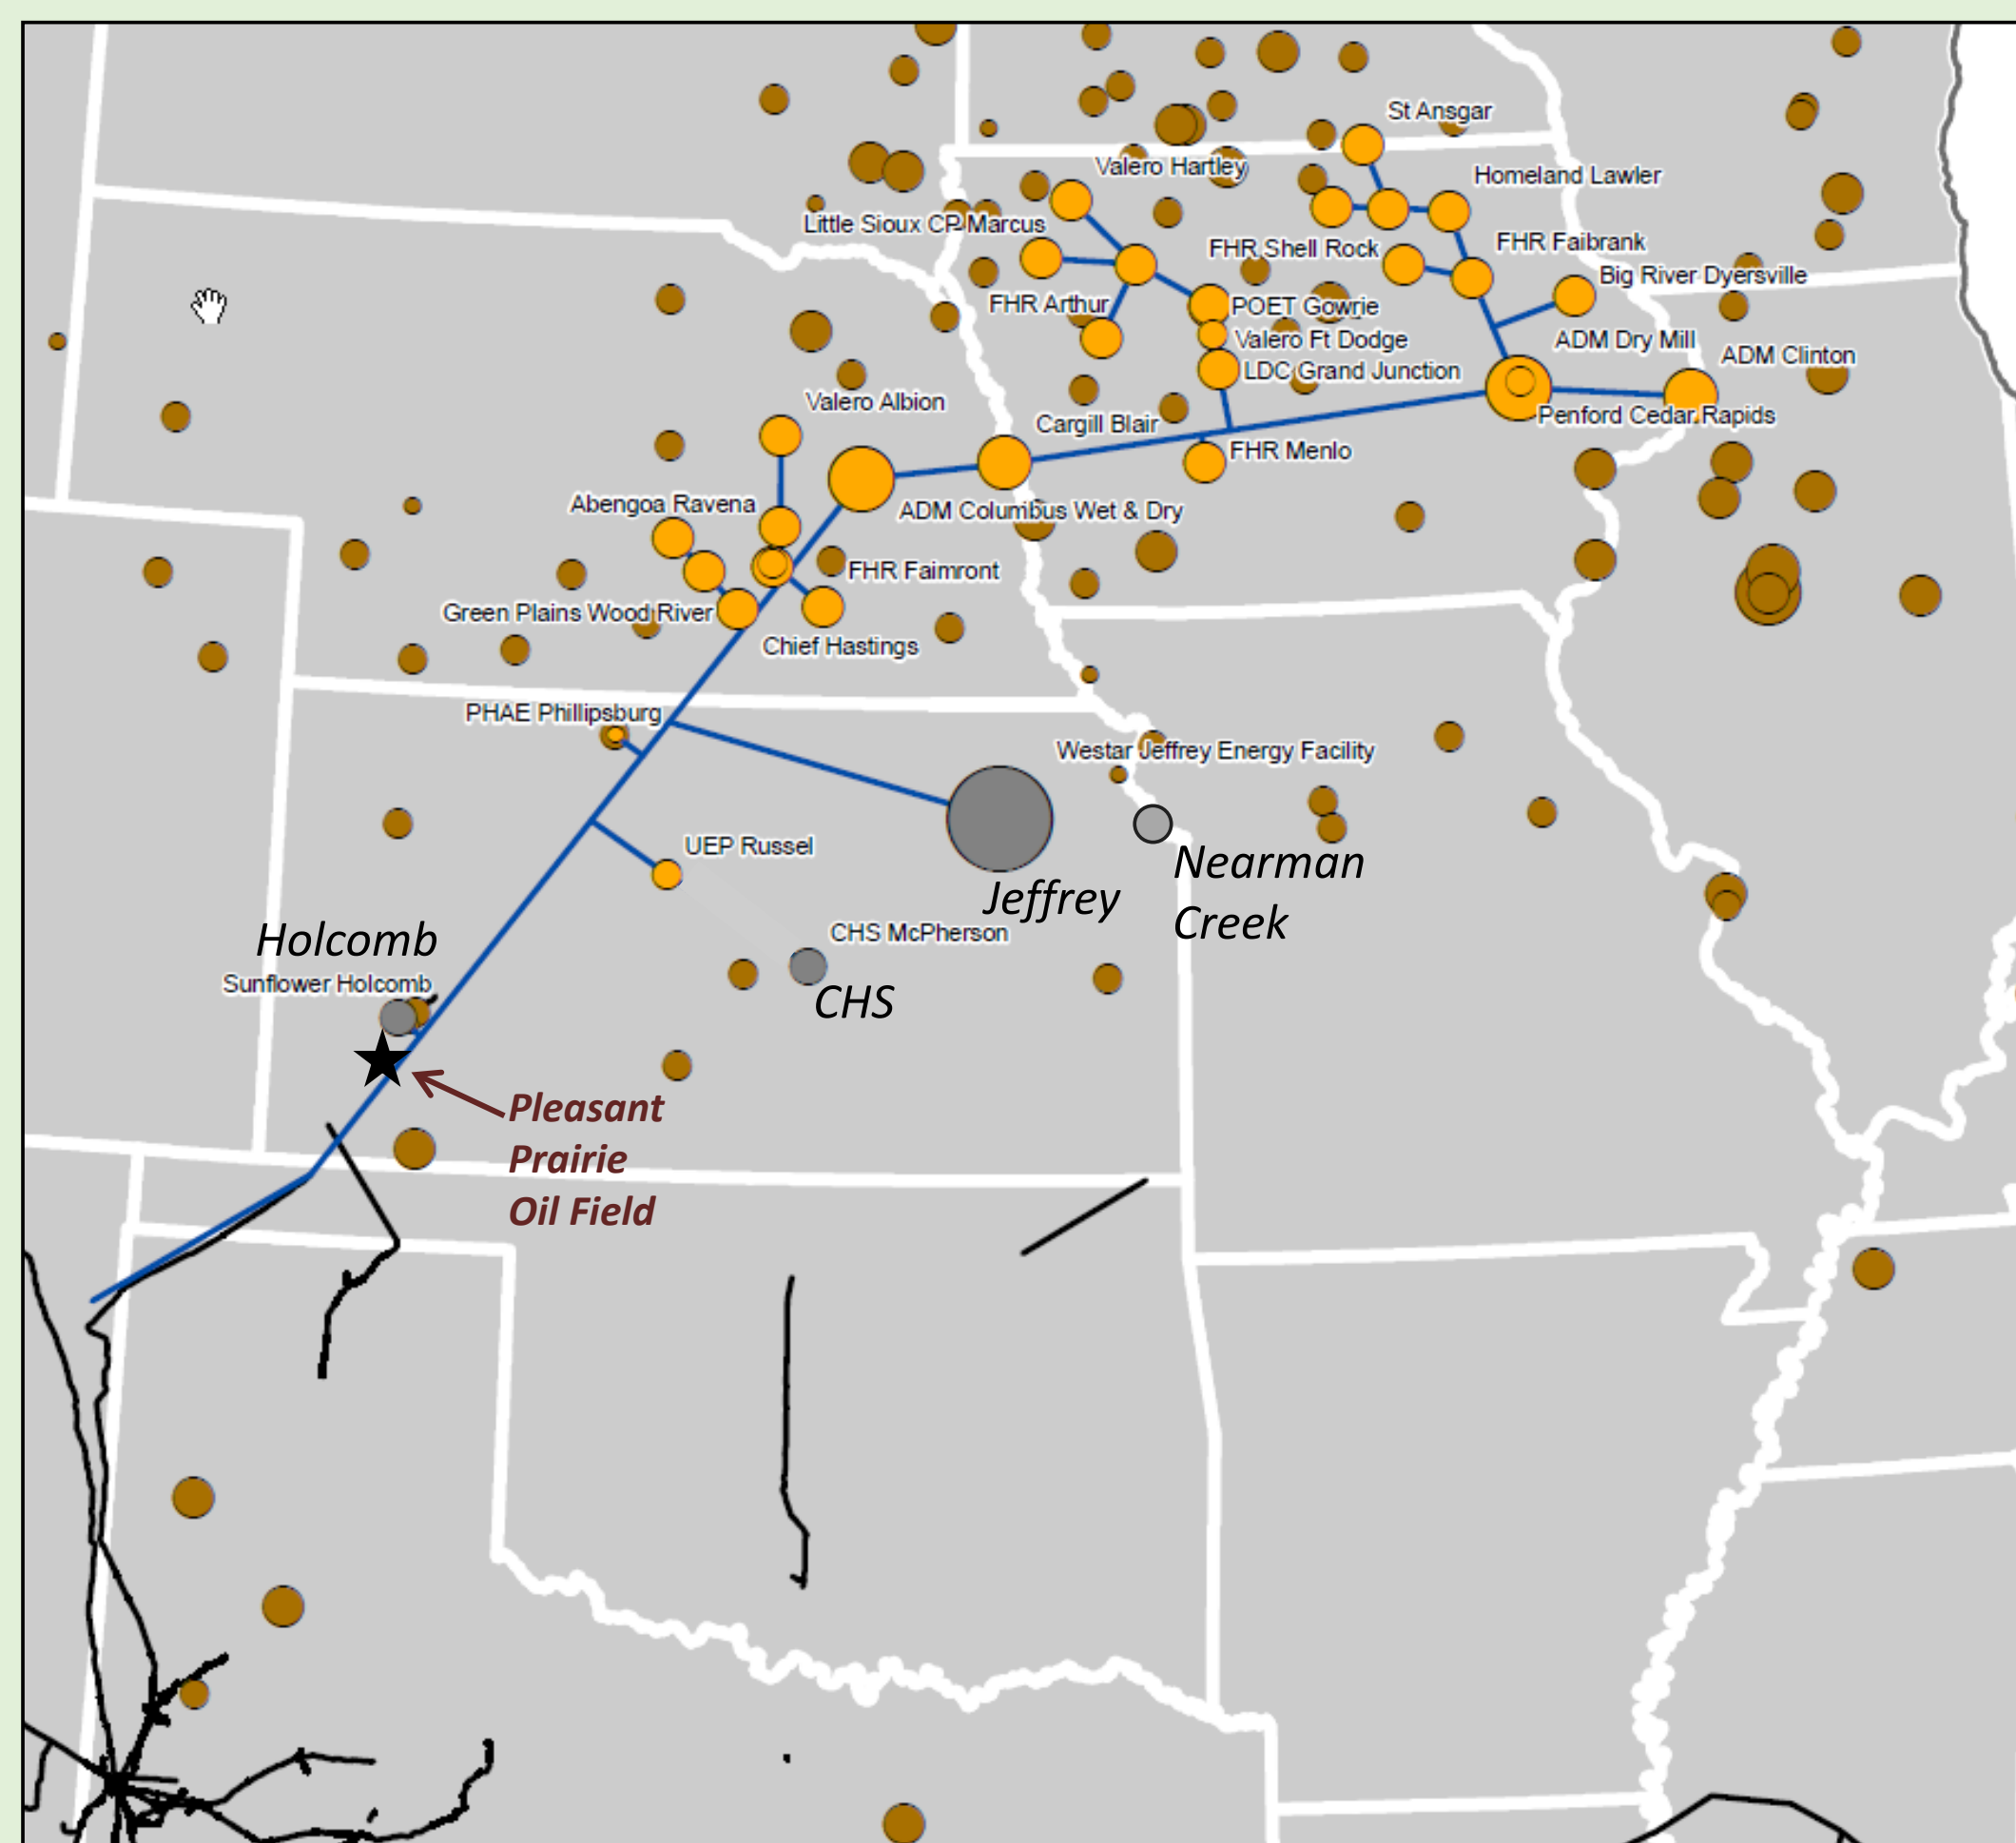 St Ansgar
Valero Hartley
Homeland Lawler
Little Sioux CP Marcus
FHR Shell Rock
FHR Faibrank
Big River Dyersville
FHR Arthur
POET Gowrie
Valero Ft Dodge
ADM Dry Mill
ADM Clinton
LDC Grand Junction
Valero Albion
Cargill Blair
Penford Cedar Rapids
FHR Menlo
Abengoa Ravena
ADM Columbus Wet & Dry
FHR Faimront
Green Plains Wood River
Chief Hastings
PHAE Phillipsburg
Westar Jeffrey Energy Facility
UEP Russel
Nearman
Creek
Jeffrey
CHS McPherson
CHS
Holcomb
Sunflower Holcomb
Pleasant
Prairie
Oil Field